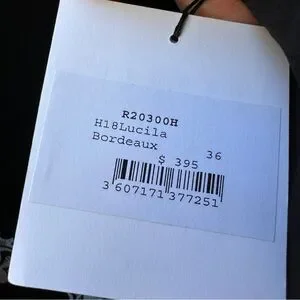 R20300H
H18Lucila
Bordeaux 36
$ 395
3 607171 377251